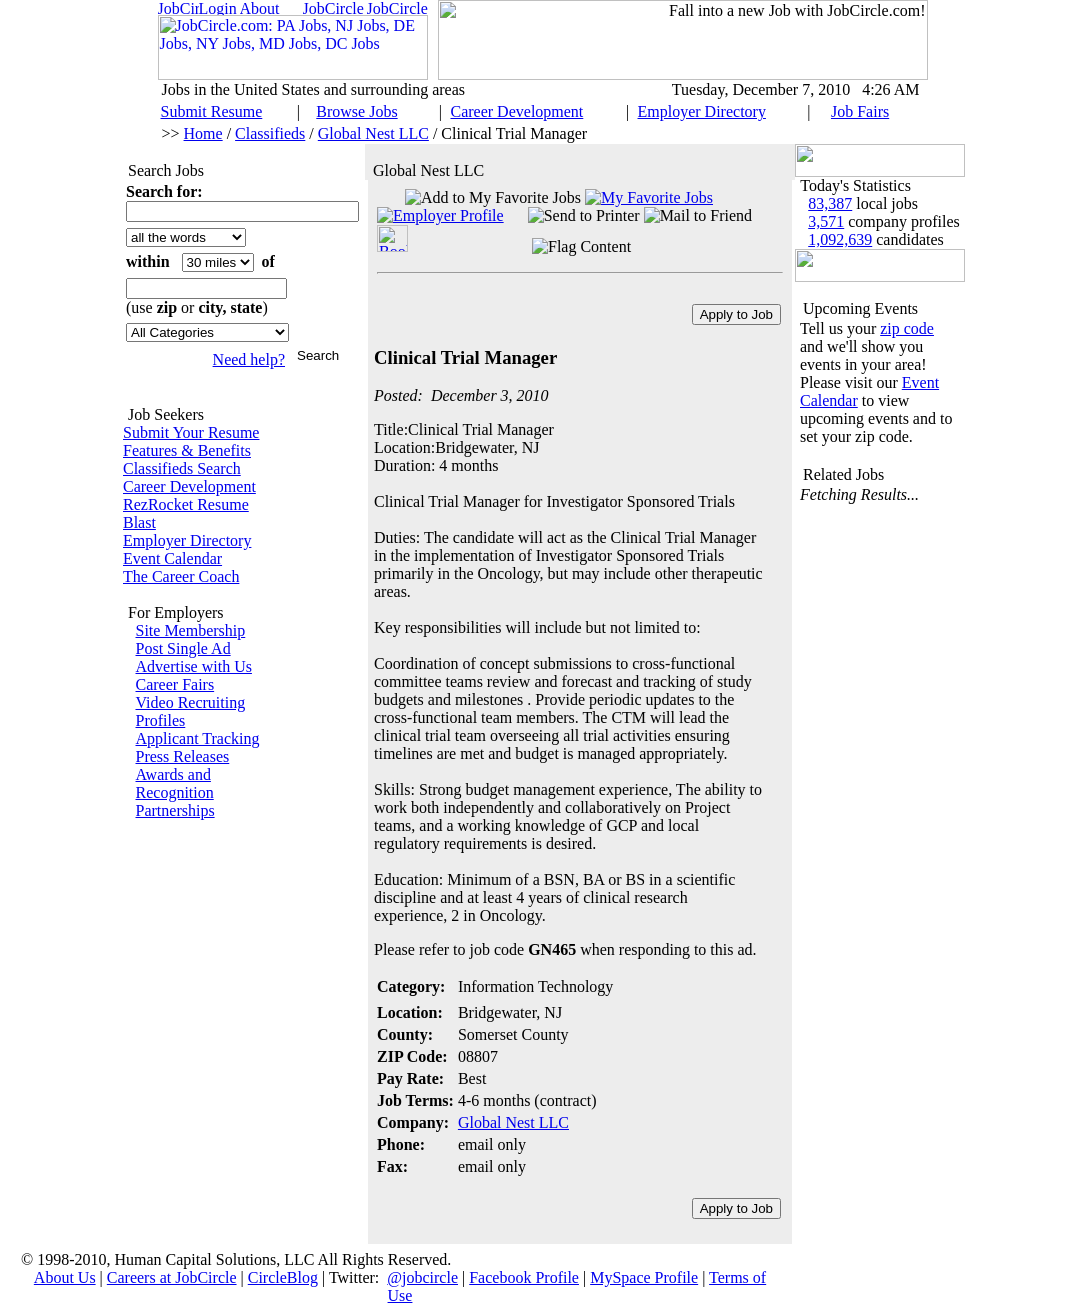 JobCir Login About JobCircle JobCircle
JobCircle.com: PA Jobs, NJ Jobs, DE
Jobs, NY Jobs, MD Jobs, DC Jobs
Fall into a new Job with JobCircle.com!
Jobs in the United States and surrounding areas Tuesday, December 7, 2010 4:26 AM
Submit Resume | Browse Jobs | Career Development | Employer Directory | Job Fairs
>> Home / Classifieds / Global Nest LLC / Clinical Trial Manager
Search Jobs
Search for:
all the words
within 30 miles of
(use zip or city, state)
All Categories
Need help? Search
Job Seekers
Submit Your Resume
Features & Benefits
Classifieds Search
Career Development
RezRocket Resume
Blast
Employer Directory
Event Calendar
The Career Coach
For Employers
Site Membership
Post Single Ad
Advertise with Us
Career Fairs
Video Recruiting
Profiles
Applicant Tracking
Press Releases
Awards and
Recognition
Partnerships
Global Nest LLC
Add to My Favorite Jobs My Favorite Jobs
Employer Profile Send to Printer Mail to Friend
Flag Content
Apply to Job
Clinical Trial Manager
Posted: December 3, 2010
Title:Clinical Trial Manager
Location:Bridgewater, NJ
Duration: 4 months
Clinical Trial Manager for Investigator Sponsored Trials
Duties: The candidate will act as the Clinical Trial Manager
in the implementation of Investigator Sponsored Trials
primarily in the Oncology, but may include other therapeutic
areas.
Key responsibilities will include but not limited to:
Coordination of concept submissions to cross-functional
committee teams review and forecast and tracking of study
budgets and milestones . Provide periodic updates to the
cross-functional team members. The CTM will lead the
clinical trial team overseeing all trial activities ensuring
timelines are met and budget is managed appropriately.
Skills: Strong budget management experience, The ability to
work both independently and collaboratively on Project
teams, and a working knowledge of GCP and local
regulatory requirements is desired.
Education: Minimum of a BSN, BA or BS in a scientific
discipline and at least 4 years of clinical research
experience, 2 in Oncology.
Please refer to job code GN465 when responding to this ad.
Category: Information Technology
Location: Bridgewater, NJ
County: Somerset County
ZIP Code: 08807
Pay Rate: Best
Job Terms: 4-6 months (contract)
Company: Global Nest LLC
Phone: email only
Fax: email only
Apply to Job
Today's Statistics
83,387 local jobs
3,571 company profiles
1,092,639 candidates
Upcoming Events
Tell us your zip code
and we'll show you
events in your area!
Please visit our Event
Calendar to view
upcoming events and to
set your zip code.
Related Jobs
Fetching Results...
© 1998-2010, Human Capital Solutions, LLC All Rights Reserved.
About Us | Careers at JobCircle | CircleBlog | Twitter: @jobcircle | Facebook Profile | MySpace Profile | Terms of
Use